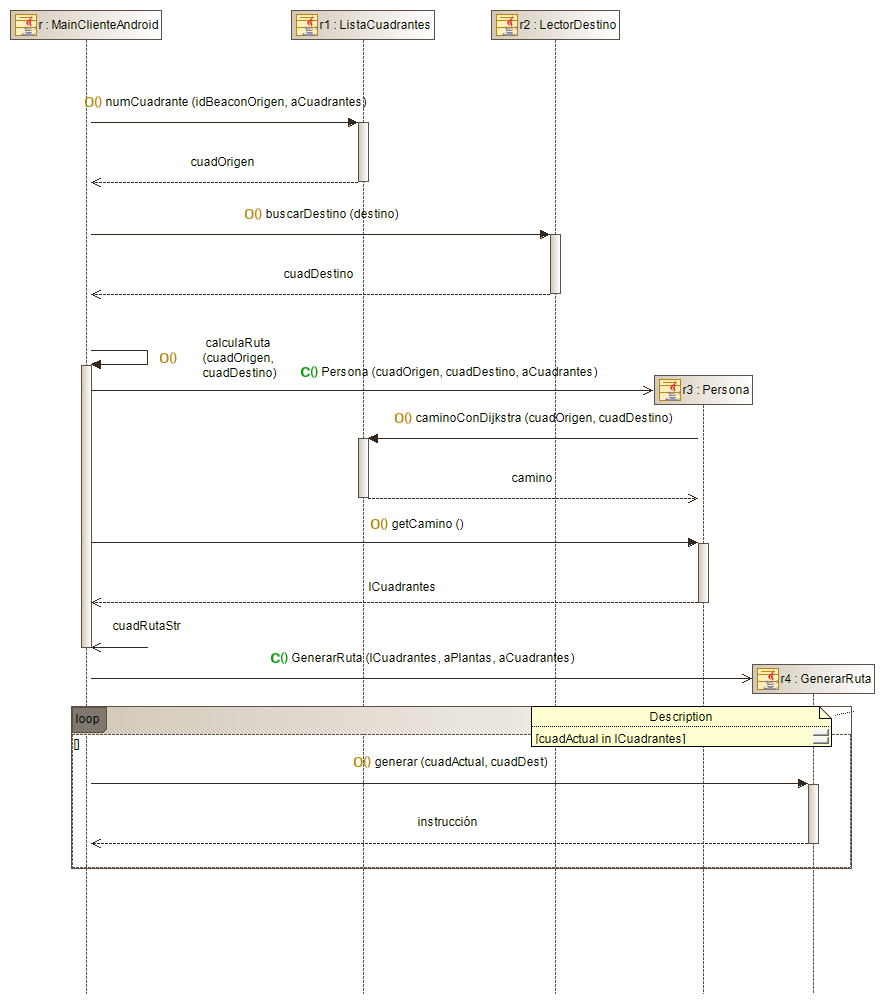 r : MainClienteAndroid
r1 : ListaCuadrantes
r2 : LectorDestino
O() numCuadrante (idBeaconOrigen, aCuadrantes)
cuadOrigen
O() buscarDestino (destino)
cuadDestino
O() calculaRuta
(cuadOrigen,
cuadDestino)
C() Persona (cuadOrigen, cuadDestino, aCuadrantes)
r3 : Persona
O() caminoConDijkstra (cuadOrigen, cuadDestino)
camino
O() getCamino ()
lCuadrantes
cuadRutaStr
C() GenerarRuta (lCuadrantes, aPlantas, aCuadrantes)
r4 : GenerarRuta
loop
Description
[cuadActual in lCuadrantes]
[]
O() generar (cuadActual, cuadDest)
instrucción